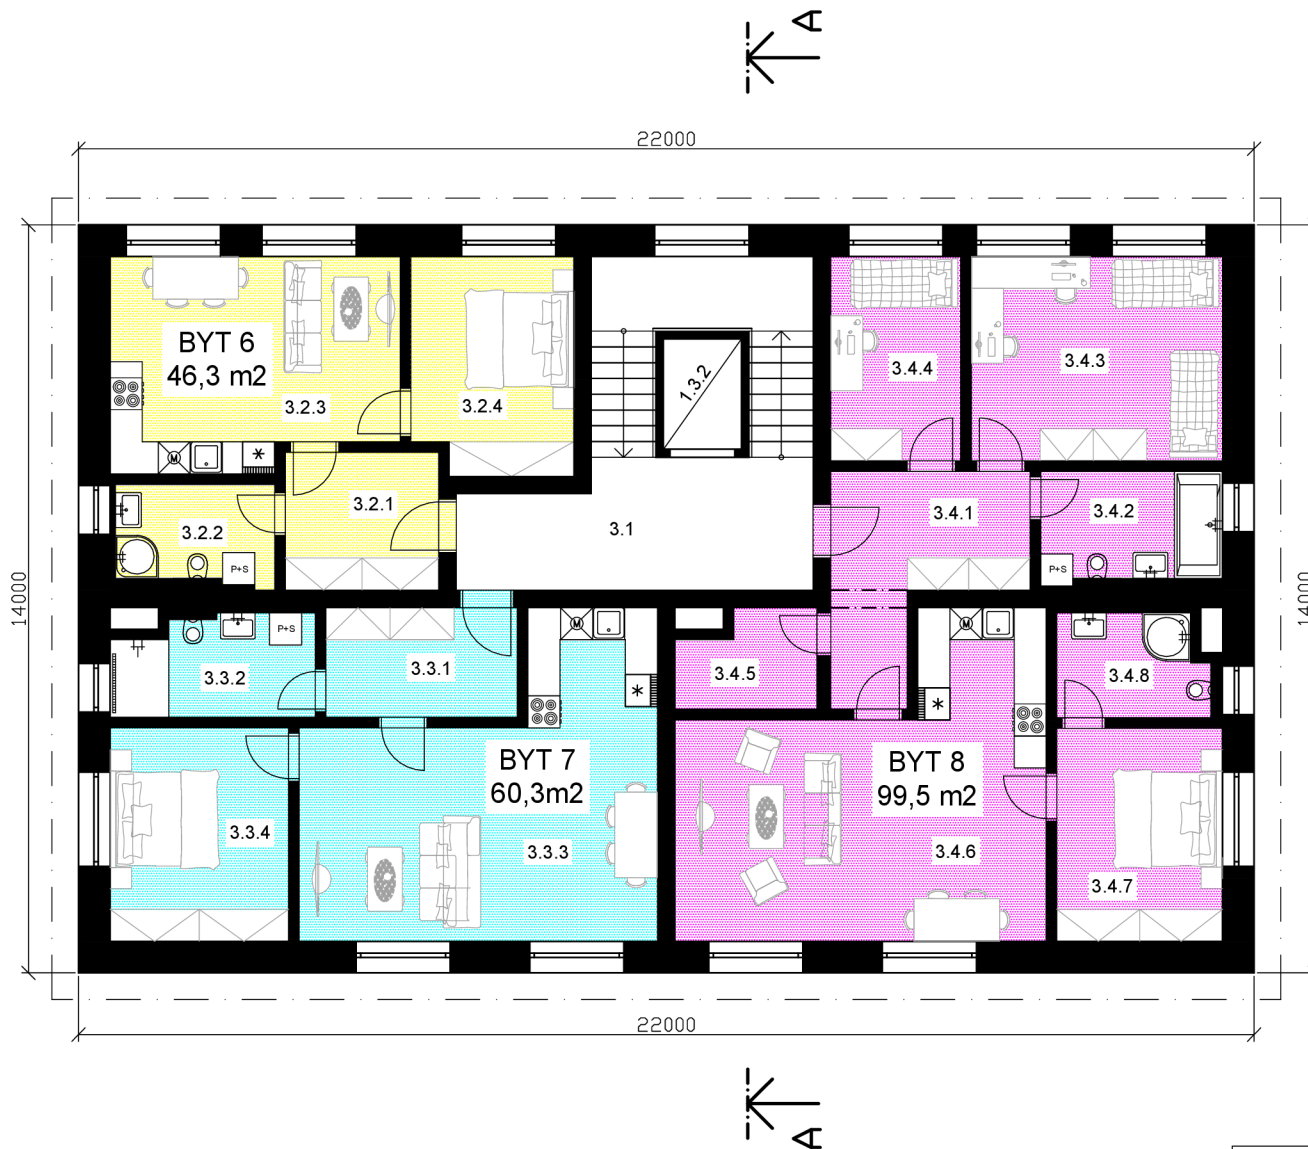 A
22000
BYT 6
46,3 m2
3.2.3
3.2.4
1.3.2
3.4.4
3.4.3
M
*
3.2.1
3.2.2
P+S
3.1
3.4.1
3.4.2
P+S
14000
14000
P+S
M
3.3.2
3.3.1
*
3.4.5
M
*
3.4.8
BYT 7
60,3m2
3.3.3
3.3.4
BYT 8
99,5 m2
3.4.6
3.4.7
22000
A